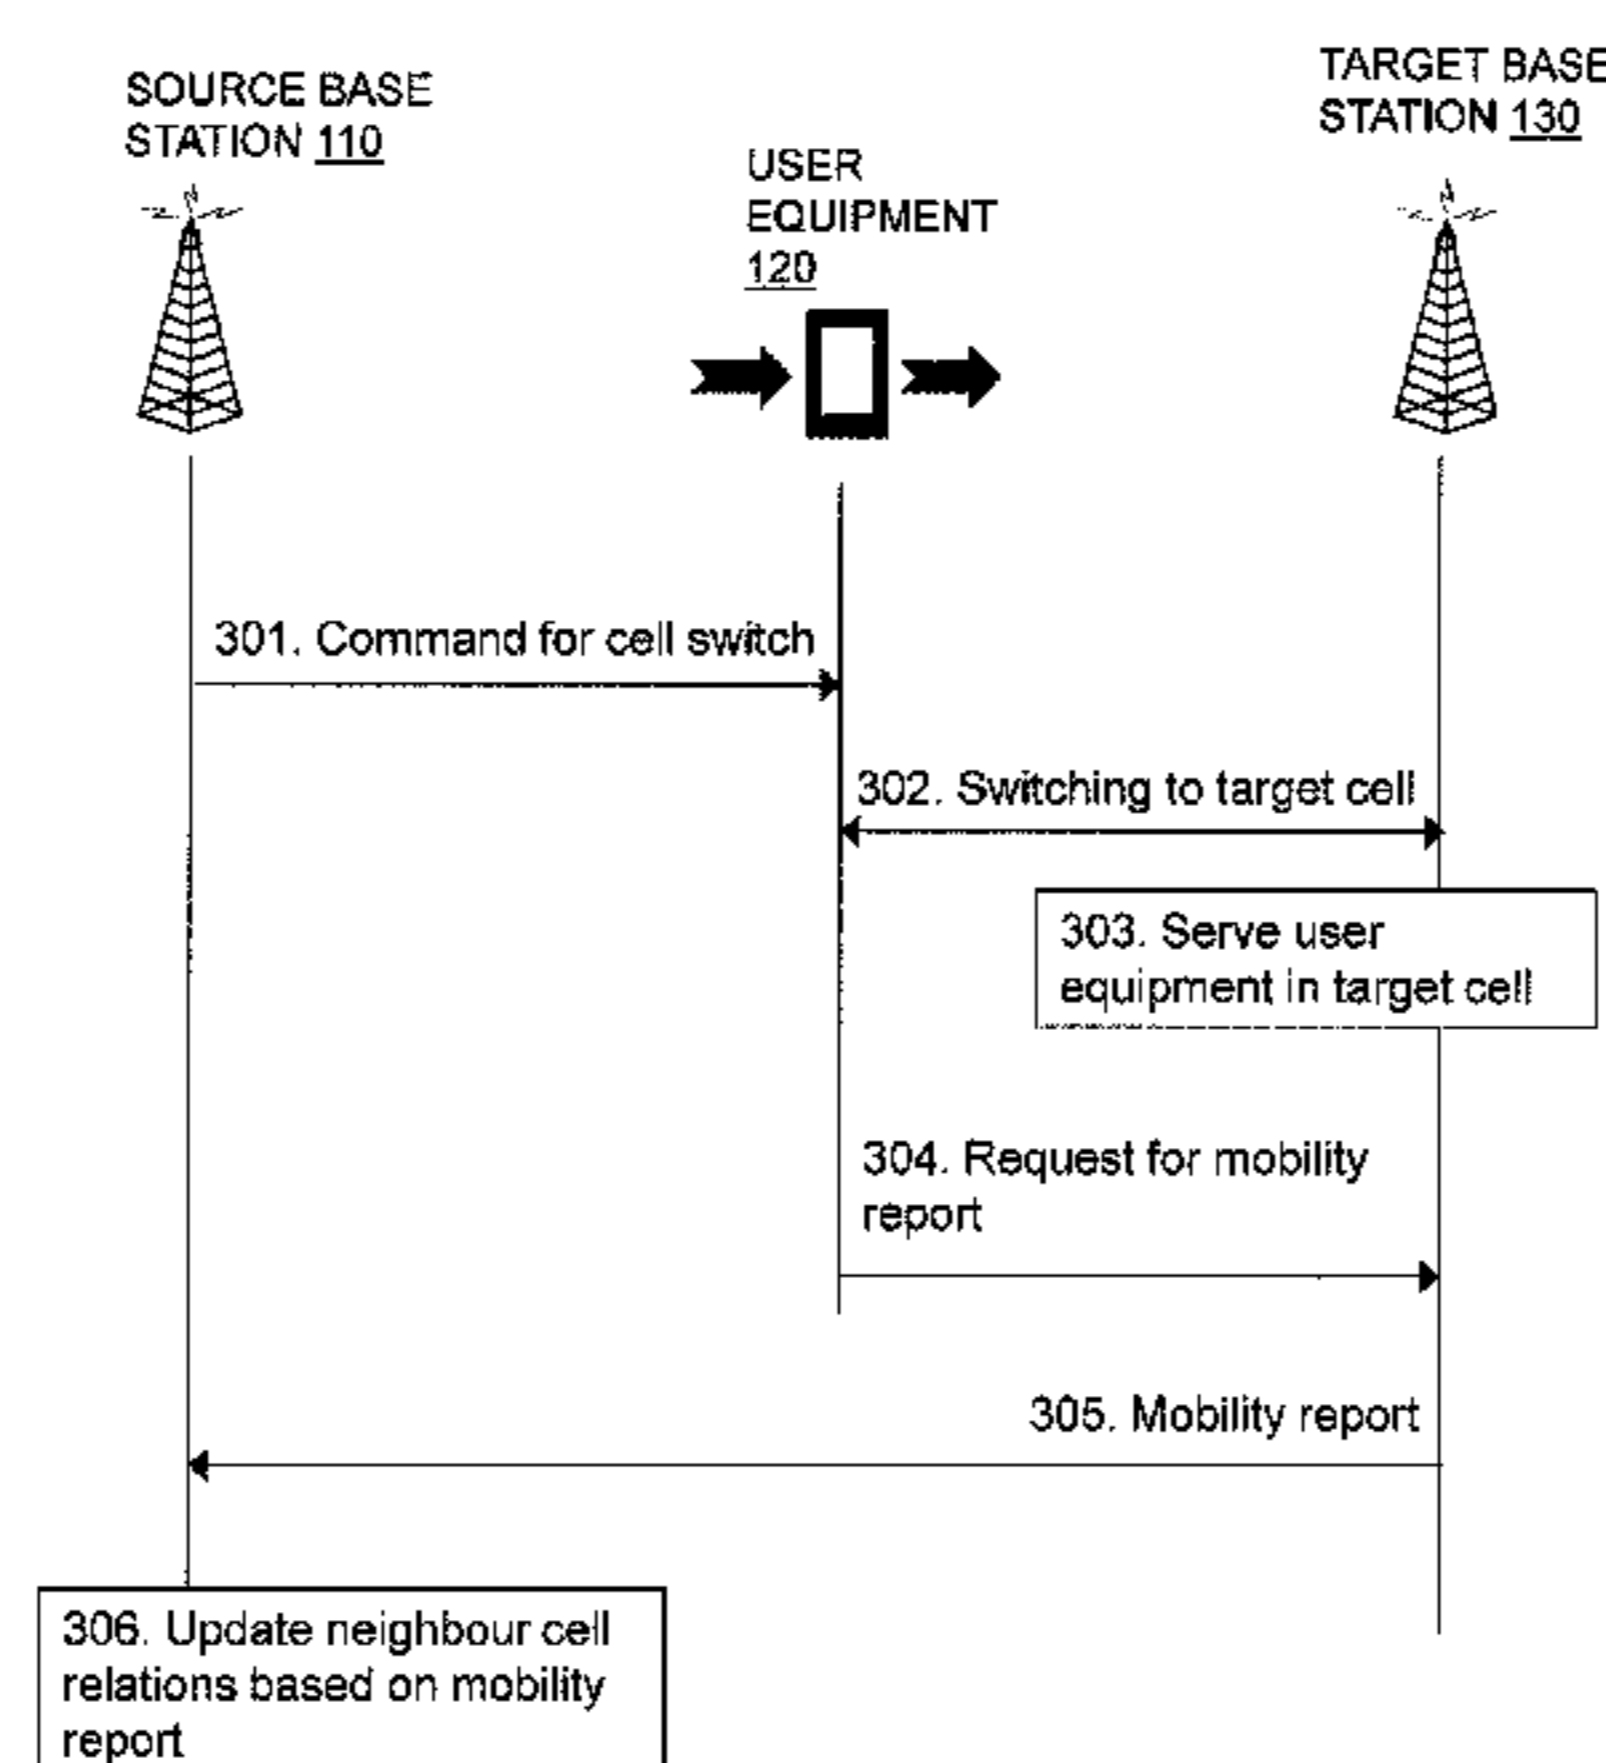 SOURCE BASE
STATION 110
TARGET BASE
STATION 130
USER
EQUIPMENT
120
301. Command for cell switch
302. Switching to target cell
303. Serve user
equipment in target cell
304. Request for mobility
report
305. Mobility report
306. Update neighbour cell
relations based on mobility
report